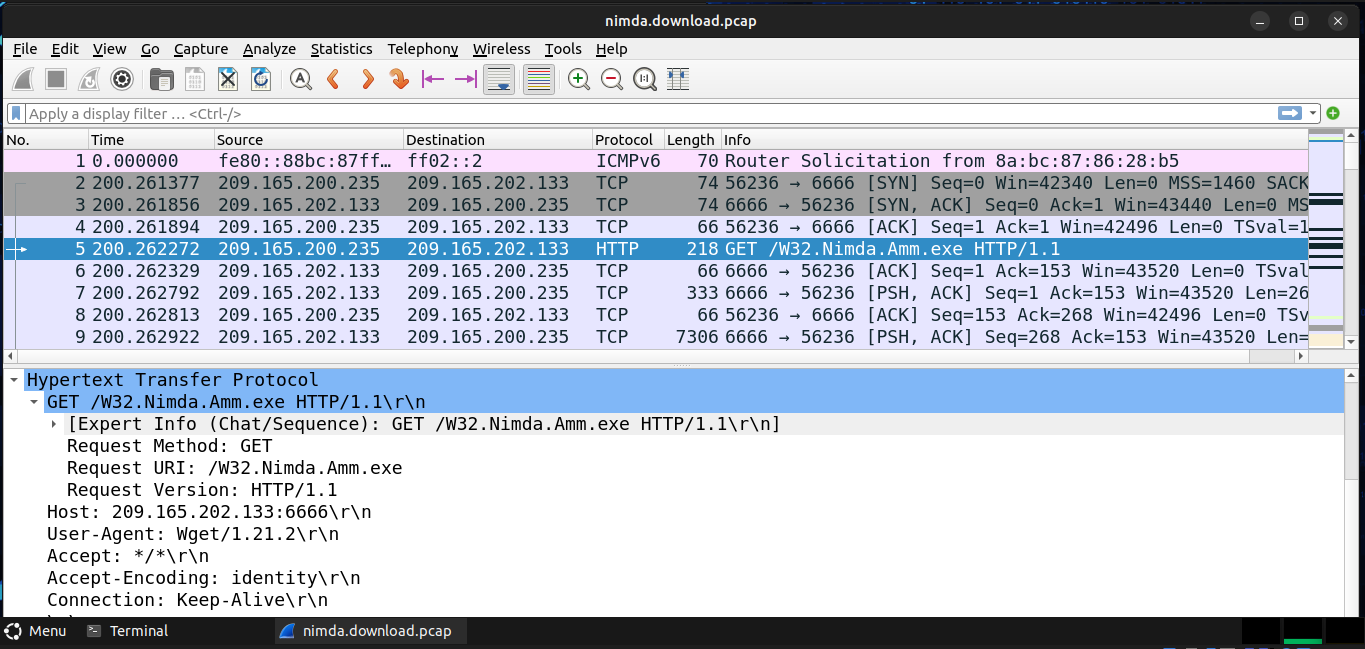 nimda.download.pcap
File Edit View Go Capture Analyze Statistics Telephony Wireless Tools Help
Apply a display filter … <Ctrl-/>
No. Time Source Destination Protocol Length Info
1 0.000000 fe80::88bc:87ff… ff02::2 ICMPv6 70 Router Solicitation from 8a:bc:87:86:28:b5
2 200.261377 209.165.200.235 209.165.202.133 TCP 74 56236 → 6666 [SYN] Seq=0 Win=42340 Len=0 MSS=1460 SACK
3 200.261856 209.165.202.133 209.165.200.235 TCP 74 6666 → 56236 [SYN, ACK] Seq=0 Ack=1 Win=43440 Len=0 MS
4 200.261894 209.165.200.235 209.165.202.133 TCP 66 56236 → 6666 [ACK] Seq=1 Ack=1 Win=42496 Len=0 TSval=1
5 200.262272 209.165.200.235 209.165.202.133 HTTP 218 GET /W32.Nimda.Amm.exe HTTP/1.1
6 200.262329 209.165.202.133 209.165.200.235 TCP 66 6666 → 56236 [ACK] Seq=1 Ack=153 Win=43520 Len=0 TSval
7 200.262792 209.165.202.133 209.165.200.235 TCP 333 6666 → 56236 [PSH, ACK] Seq=1 Ack=153 Win=43520 Len=26
8 200.262813 209.165.200.235 209.165.202.133 TCP 66 56236 → 6666 [ACK] Seq=153 Ack=268 Win=42496 Len=0 TSv
9 200.262922 209.165.202.133 209.165.200.235 TCP 7306 6666 → 56236 [PSH, ACK] Seq=268 Ack=153 Win=43520 Len=
Hypertext Transfer Protocol
GET /W32.Nimda.Amm.exe HTTP/1.1\r\n
[Expert Info (Chat/Sequence): GET /W32.Nimda.Amm.exe HTTP/1.1\r\n]
Request Method: GET
Request URI: /W32.Nimda.Amm.exe
Request Version: HTTP/1.1
Host: 209.165.202.133:6666\r\n
User-Agent: Wget/1.21.2\r\n
Accept: */*\r\n
Accept-Encoding: identity\r\n
Connection: Keep-Alive\r\n
Menu Terminal nimda.download.pcap